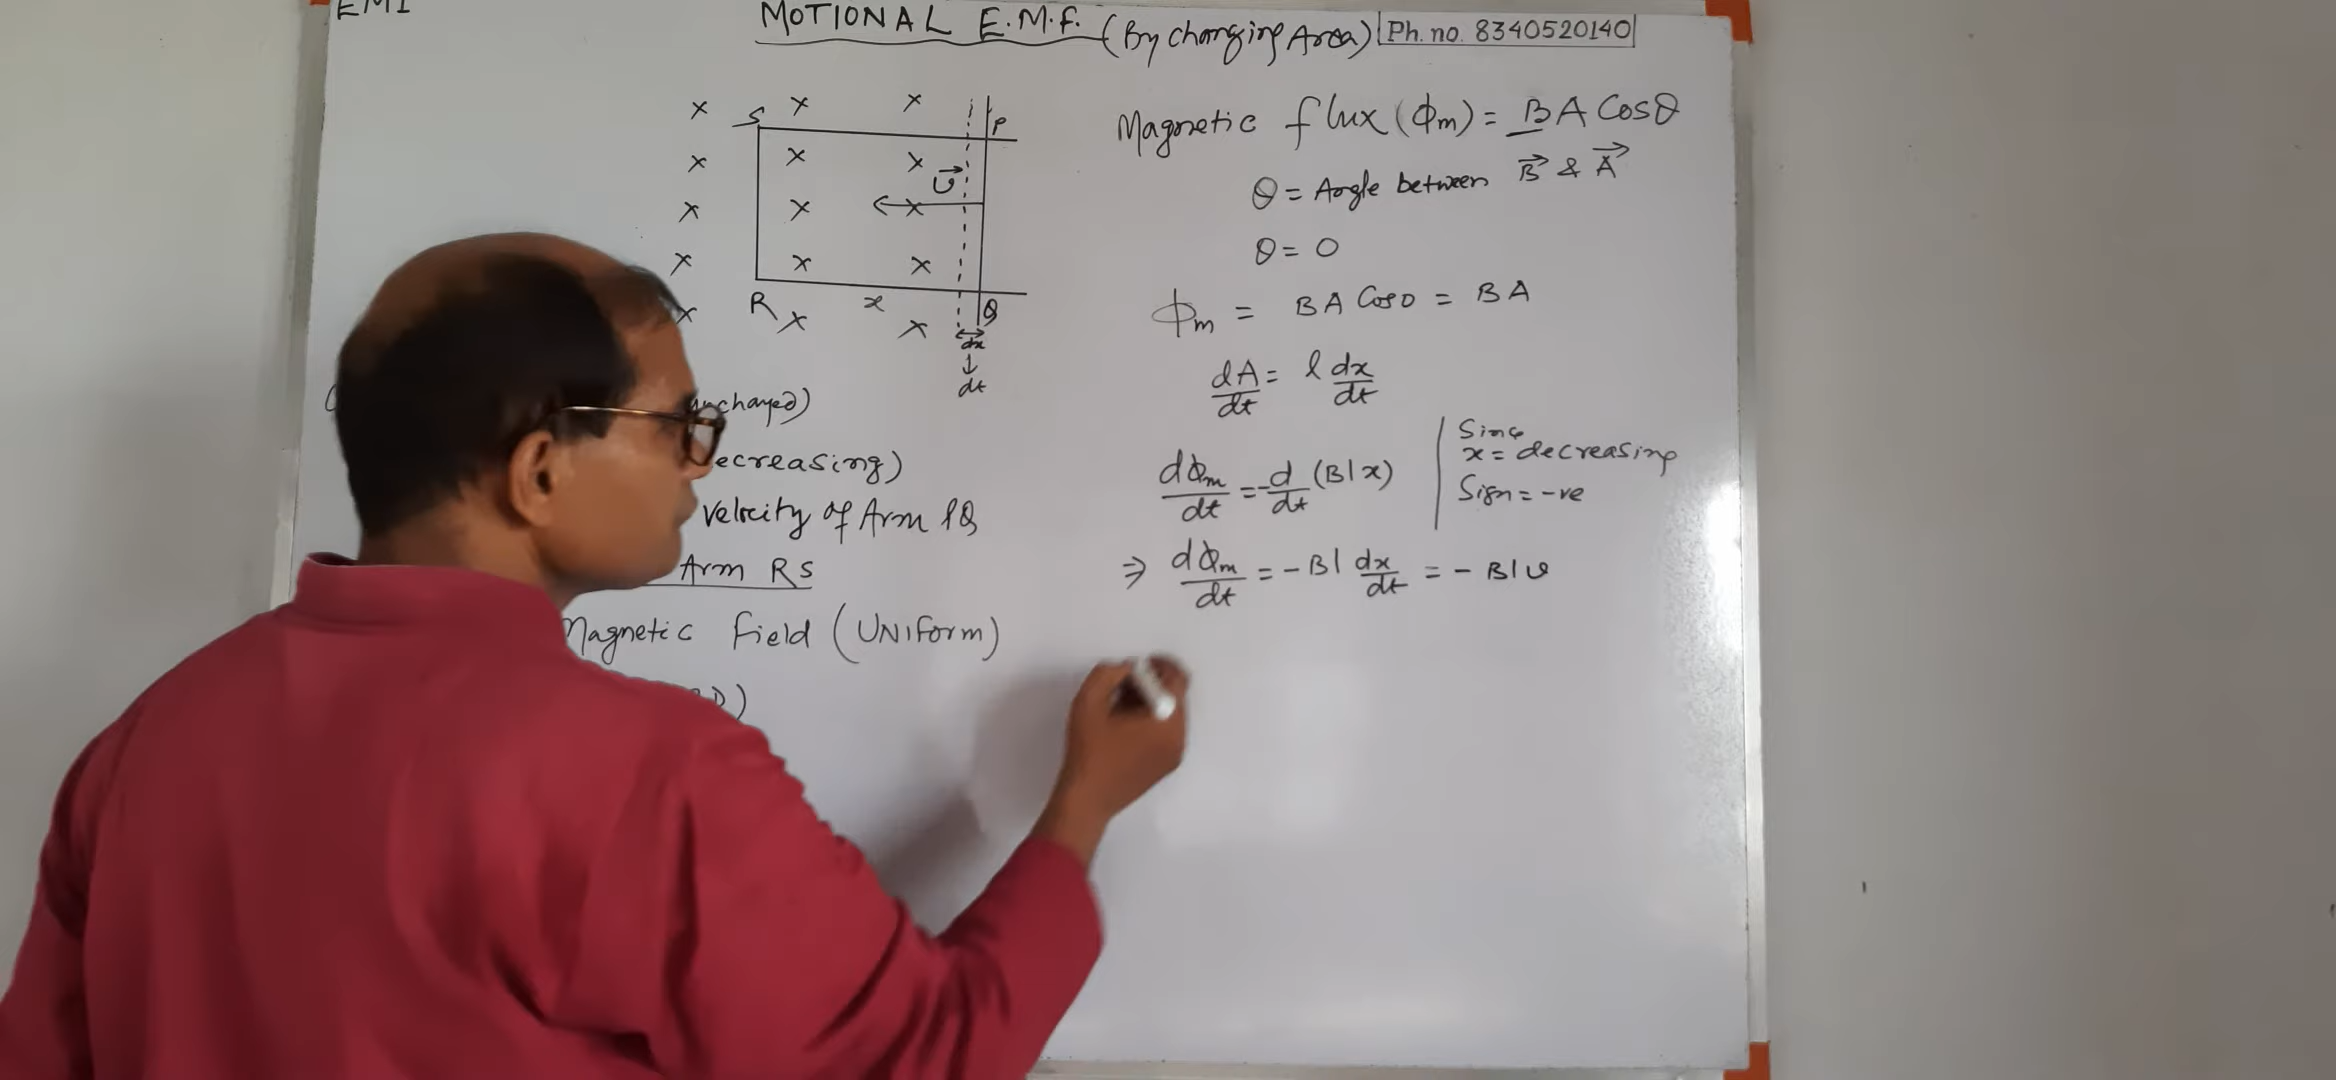 EMI
MOTIONAL E.M.F. (By changing Area)
Ph. no. 8340520140
S P
R x Q
dx
↓
dt
v⃗
velocity of Arm PQ
Arm RS
Magnetic field (UNIform)
Magnetic flux (ϕm) = BA Cosθ
θ = Angle between B⃗ & A⃗
θ = 0
ϕm = BA Cos0 = BA
dA/dt = l dx/dt
dϕm/dt = -d/dt (Blx)
Since
x = decreasing
Sign = -ve
⇒ dϕm/dt = - Bl dx/dt = - Blv